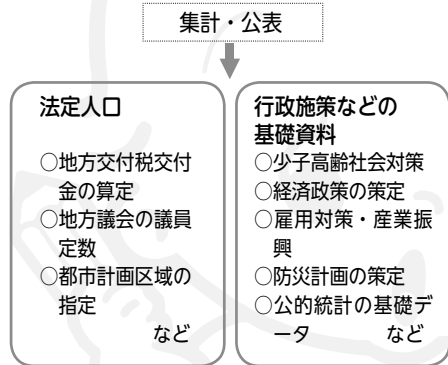 集計・公表
法定人口
○地方交付税交付
金の算定
○地方議会の議員
定数
○都市計画区域の
指定
など
行政施策などの
基礎資料
○少子高齢社会対策
○経済政策の策定
○雇用対策・産業振
興
○防災計画の策定
○公的統計の基礎デ
ータ など